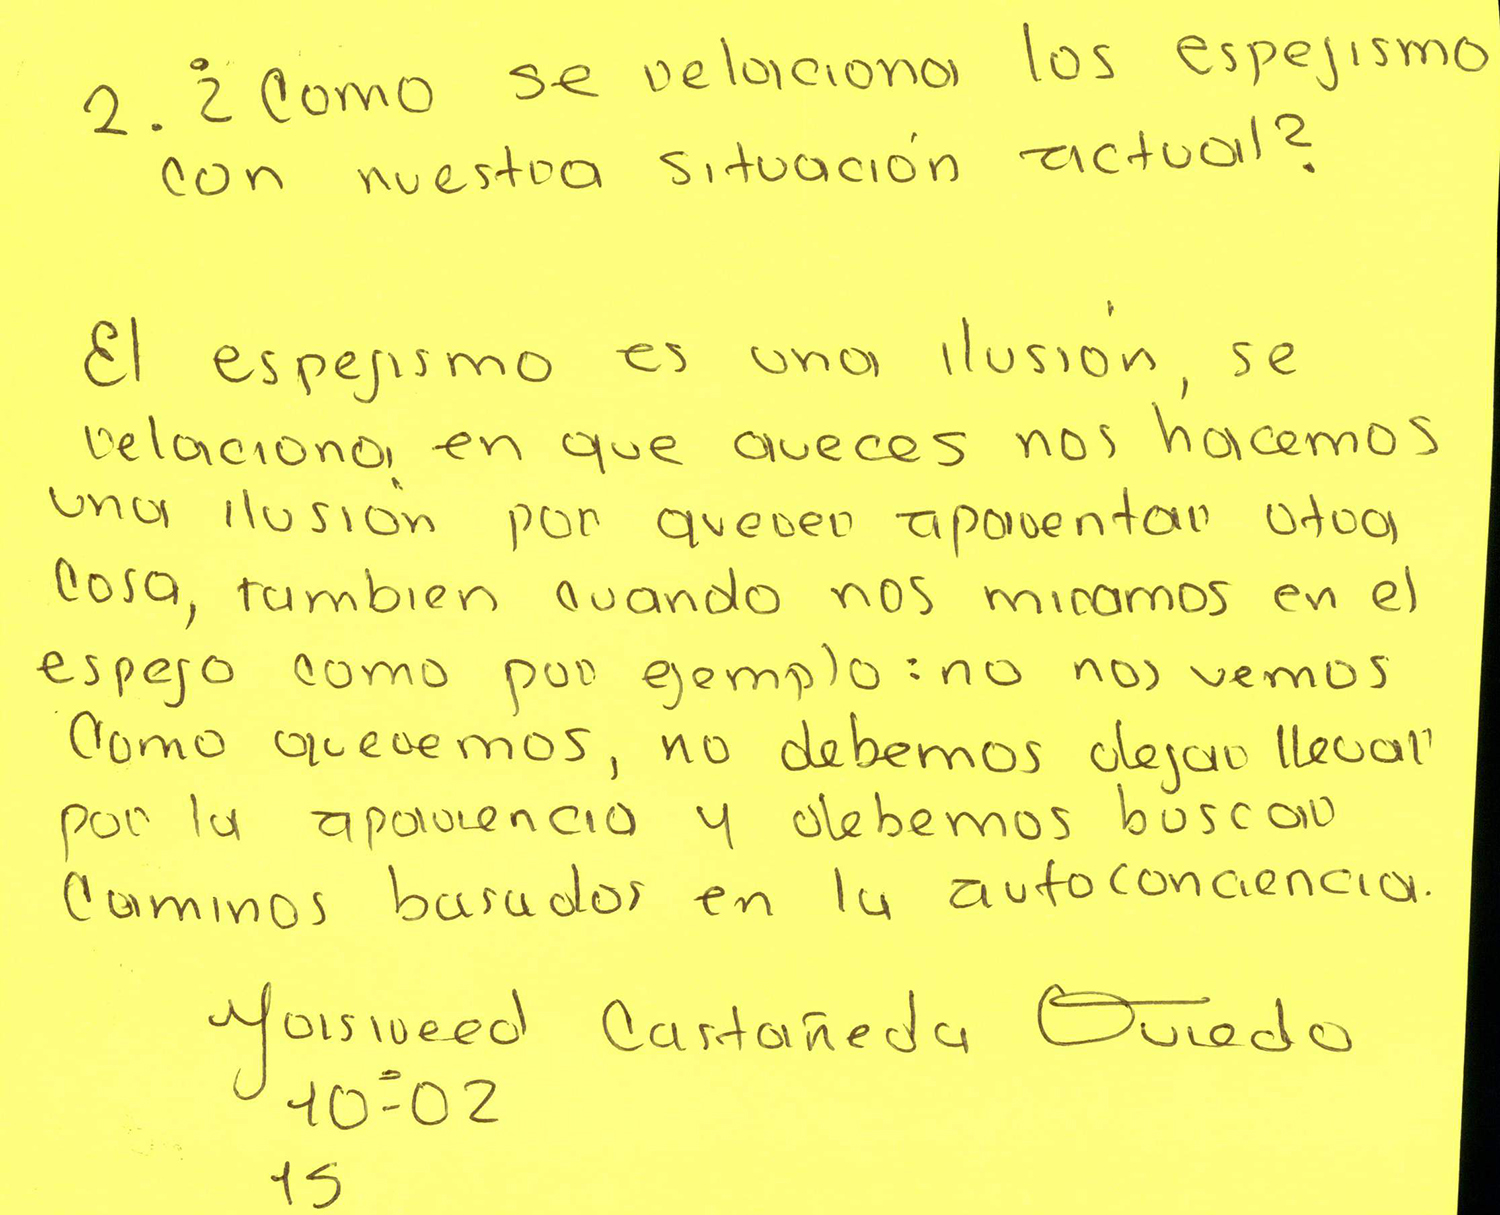 2. ¿Como se relaciona los espejismo
con nuestra situación actual?
El espejismo es una ilusión, se
relaciona en que aveces nos hacemos
una ilusión por querer aparentar otra
cosa, tambien cuando nos miramos en el
espejo como por ejemplo: no nos vemos
como queremos, no debemos dejar llevar
por la apariencia y debemos buscar
caminos basados en la autoconciencia.
Castañeda Oviedo
10º-02
15